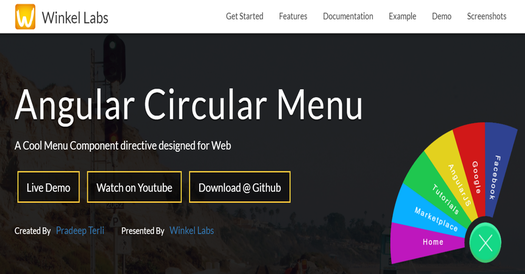 Winkel Labs
Get Started Features Documentation Example Demo Screenshots
Angular Circular Menu
A Cool Menu Component directive designed for Web
Live Demo Watch on Youtube Download @ Github
Created By Pradeep Terli Presented By Winkel Labs
Home
Marketplace
Tutorials
AngularJS
Google
Facebook